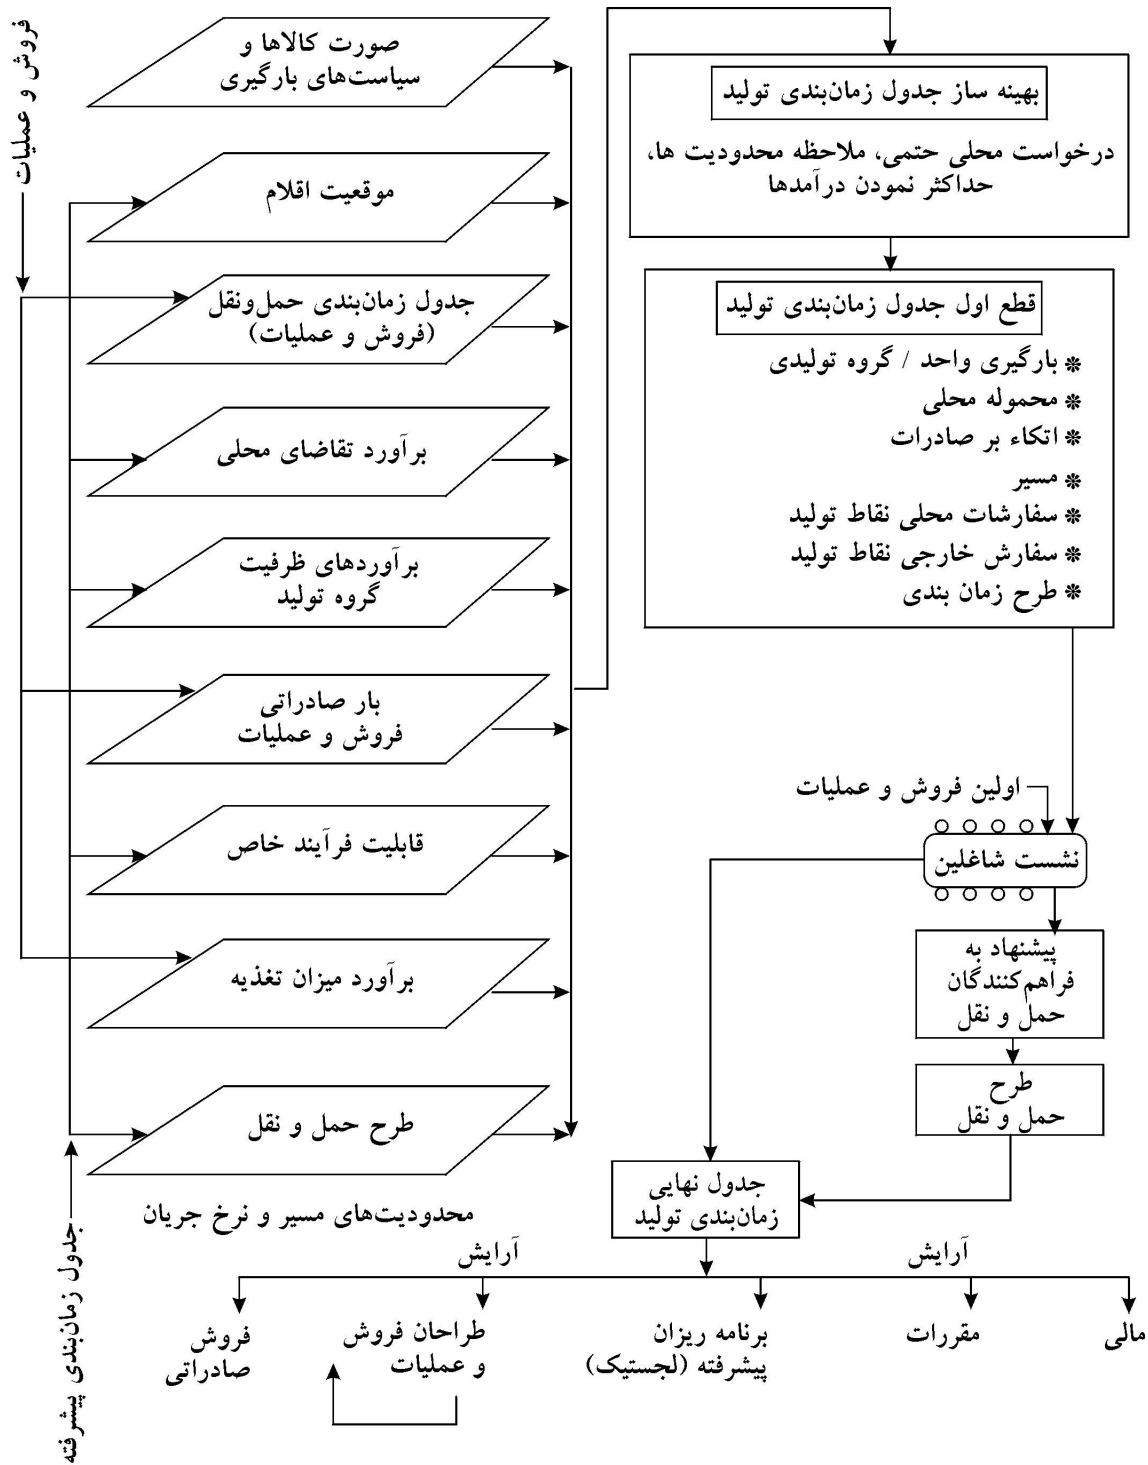 فروش و عملیات
صورت کالاها و
سیاست‌های بارگیری
موقعیت اقلام
جدول زمان‌بندی حمل‌ونقل
(فروش و عملیات)
برآورد تقاضای محلی
برآوردهای ظرفیت
گروه تولید
بار صادراتی
فروش و عملیات
قابلیت فرآیند خاص
برآورد میزان تغذیه
طرح حمل و نقل
محدودیت‌های مسیر و نرخ جریان
جدول زمان‌بندی پیشرفته
بهینه ساز جدول زمان‌بندی تولید
درخواست محلی حتمی، ملاحظه محدودیت ها،
حداکثر نمودن درآمدها
قطع اول جدول زمان‌بندی تولید
❊ بارگیری واحد / گروه تولیدی
❊ محموله محلی
❊ اتکاء بر صادرات
❊ مسیر
❊ سفارشات محلی نقاط تولید
❊ سفارش خارجی نقاط تولید
❊ طرح زمان بندی
اولین فروش و عملیات
نشست شاغلین
پیشنهاد به
فراهم‌کنندگان
حمل و نقل
طرح
حمل و نقل
جدول نهایی
زمان‌بندی تولید
آرایش
آرایش
مالی
مقررات
برنامه ریزان
پیشرفته (لجستیک)
طراحان فروش
و عملیات
فروش
صادراتی